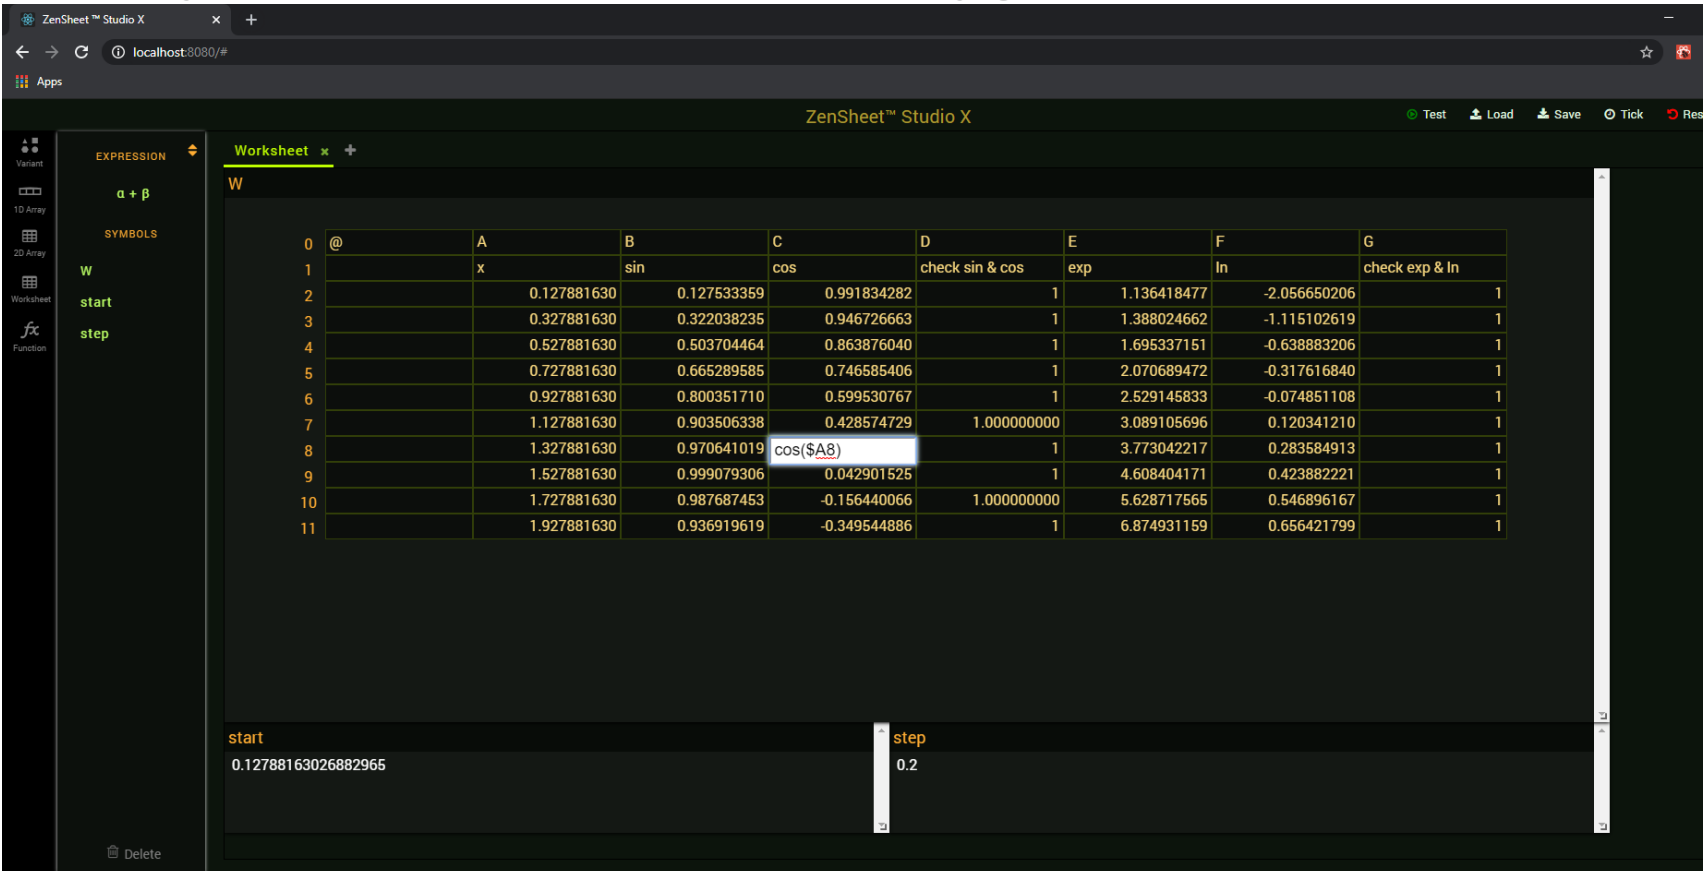 ZenSheet ™ Studio X
localhost:8080/#
Apps
ZenSheet™ Studio X
Test Load Save Tick Res
Variant
1D Array
2D Array
Worksheet
fx
Function
EXPRESSION
α + β
SYMBOLS
W
start
step
Delete
Worksheet × +
W
0 @ A B C D E F G
1 x sin cos check sin & cos exp ln check exp & ln
2 0.127881630 0.127533359 0.991834282 1 1.136418477 -2.056650206 1
3 0.327881630 0.322038235 0.946726663 1 1.388024662 -1.115102619 1
4 0.527881630 0.503704464 0.863876040 1 1.695337151 -0.638883206 1
5 0.727881630 0.665289585 0.746585406 1 2.070689472 -0.317616840 1
6 0.927881630 0.800351710 0.599530767 1 2.529145833 -0.074851108 1
7 1.127881630 0.903506338 0.428574729 1.000000000 3.089105696 0.120341210 1
8 1.327881630 0.970641019 cos($A8) 1 3.773042217 0.283584913 1
9 1.527881630 0.999079306 0.042901525 1 4.608404171 0.423882221 1
10 1.727881630 0.987687453 -0.156440066 1.000000000 5.628717565 0.546896167 1
11 1.927881630 0.936919619 -0.349544886 1 6.874931159 0.656421799 1
start
0.12788163026882965
step
0.2